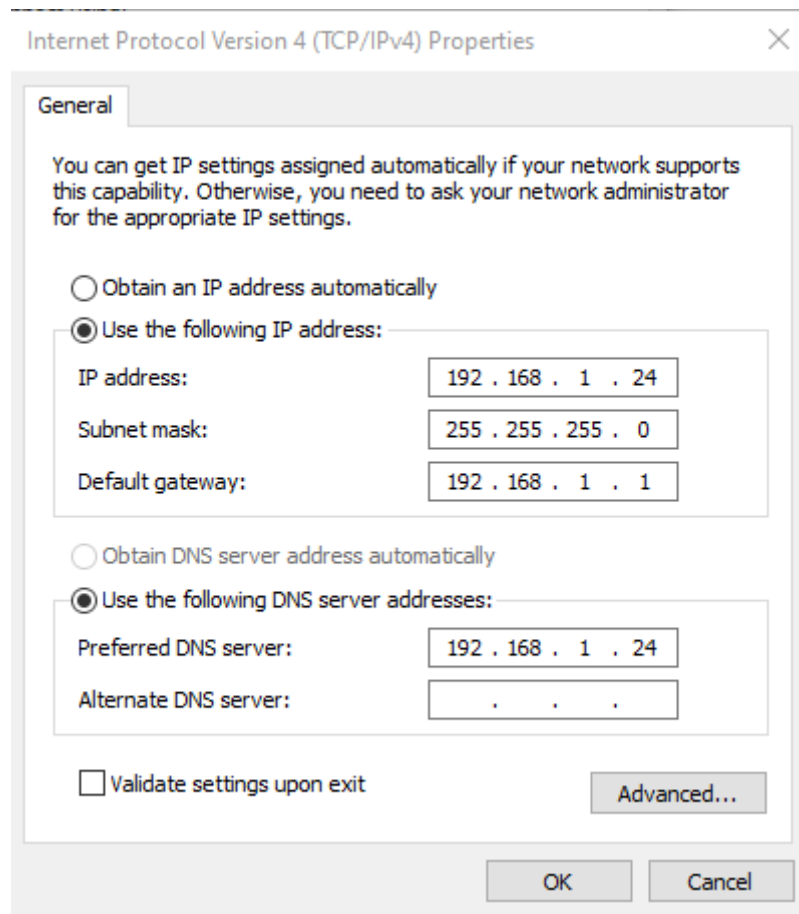 Internet Protocol Version 4 (TCP/IPv4) Properties
General
You can get IP settings assigned automatically if your network supports
this capability. Otherwise, you need to ask your network administrator
for the appropriate IP settings.
Obtain an IP address automatically
Use the following IP address:
IP address: 192 . 168 . 1 . 24
Subnet mask: 255 . 255 . 255 . 0
Default gateway: 192 . 168 . 1 . 1
Obtain DNS server address automatically
Use the following DNS server addresses:
Preferred DNS server: 192 . 168 . 1 . 24
Alternate DNS server: . . .
Validate settings upon exit
Advanced...
OK Cancel